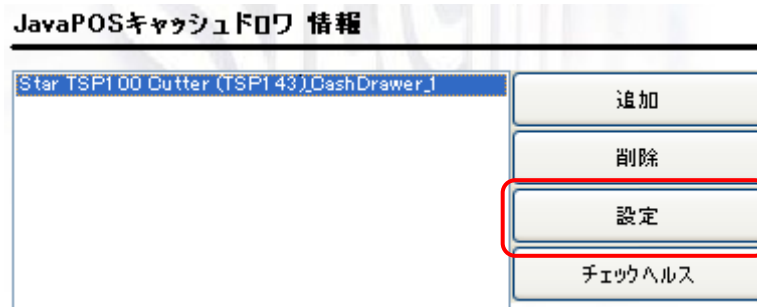 JavaPOSキャッシュドロワ 情報
Star TSP100 Cutter (TSP143)_CashDrawer_1
追加
削除
設定
チェックヘルス